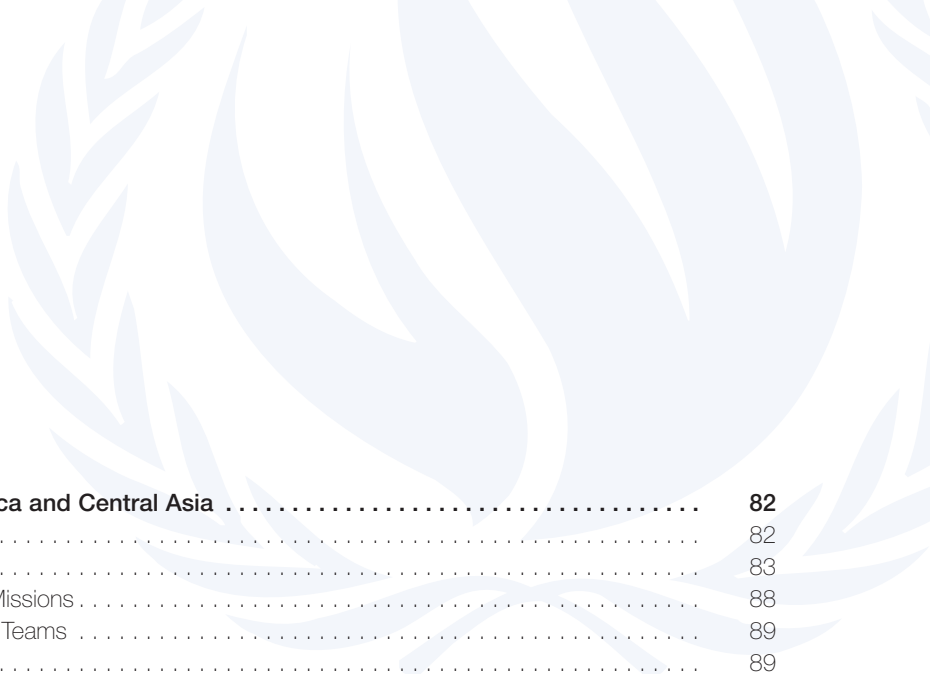 ca and Central Asia . . . . . . . . . . . . . . . . . . . . . . . . . . . . . . . . . . . . 82
. . . . . . . . . . . . . . . . . . . . . . . . . . . . . . . . . . . . . . . . . . . . . . . . . . . . 82
. . . . . . . . . . . . . . . . . . . . . . . . . . . . . . . . . . . . . . . . . . . . . . . . . . . . 83
Missions . . . . . . . . . . . . . . . . . . . . . . . . . . . . . . . . . . . . . . . . . . . . . . 88
Teams . . . . . . . . . . . . . . . . . . . . . . . . . . . . . . . . . . . . . . . . . . . . . . 89
. . . . . . . . . . . . . . . . . . . . . . . . . . . . . . . . . . . . . . . . . . . . . . . . . . . . 89